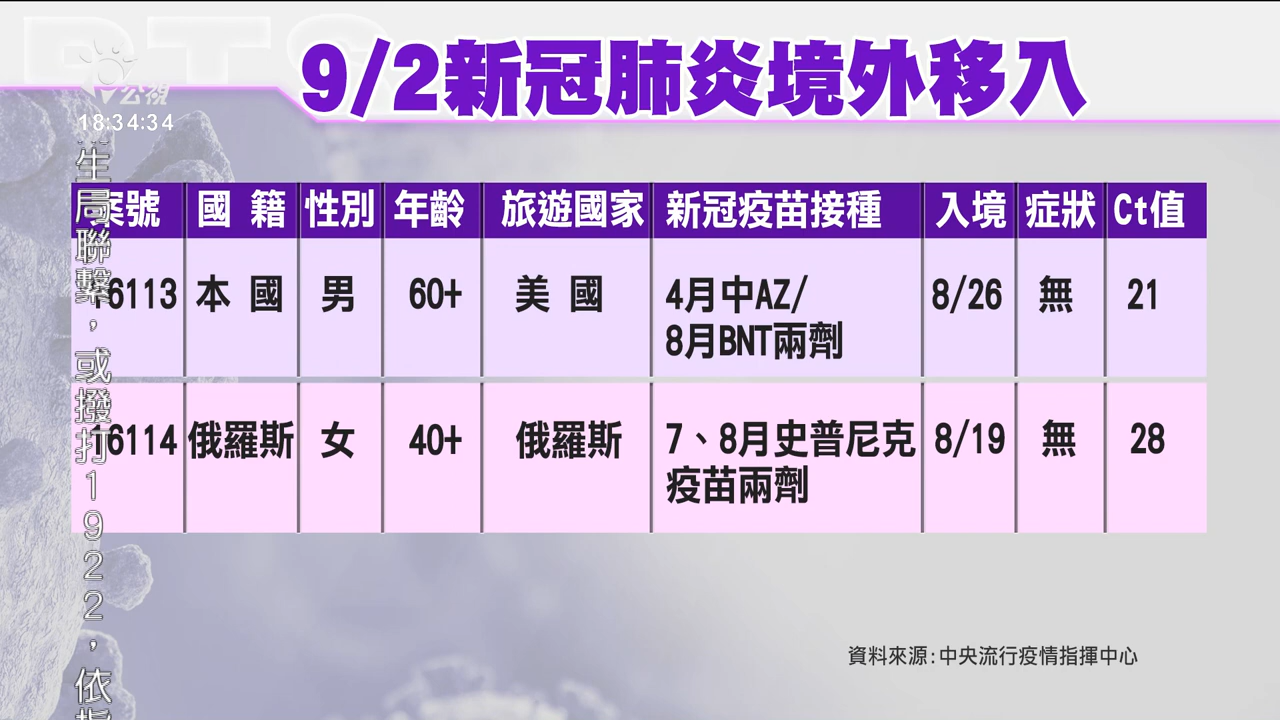 PTS
9/2新冠肺炎境外移入
公視
18:34:34
案號 國籍 性別 年齡 旅遊國家 新冠疫苗接種 入境 症狀 Ct值
16113 本國 男 60+ 美國 4月中AZ/
8月BNT兩劑 8/26 無 21
16114 俄羅斯 女 40+ 俄羅斯 7、8月史普尼克
疫苗兩劑 8/19 無 28
生局聯繫，或撥打1922，依指
資料來源:中央流行疫情指揮中心